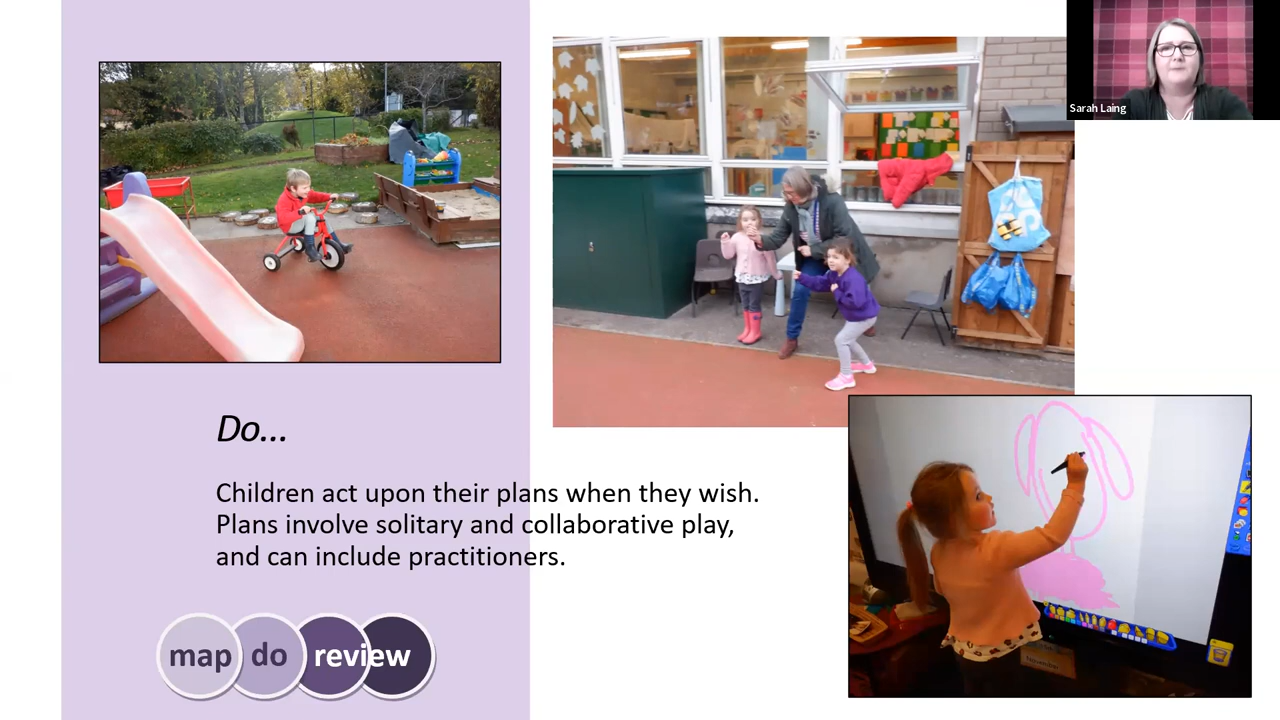 Sarah Laing
Do...
Children act upon their plans when they wish.
Plans involve solitary and collaborative play,
and can include practitioners.
map do review
November